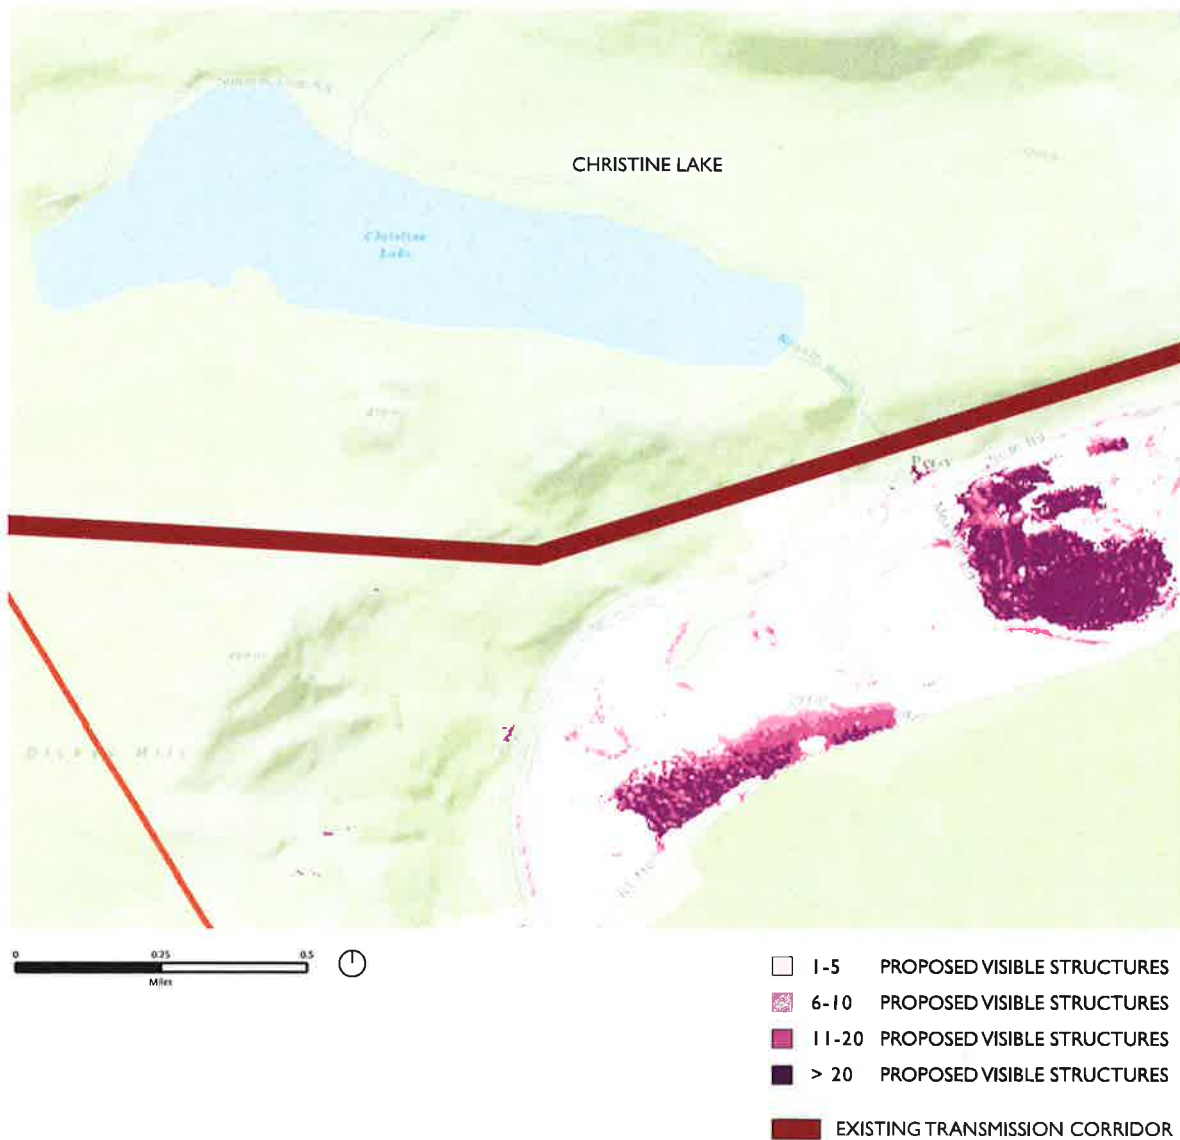 CHRISTINE LAKE
Christine
Lake
Percy
0 0.25 0.5
Miles
1-5 PROPOSED VISIBLE STRUCTURES
6-10 PROPOSED VISIBLE STRUCTURES
11-20 PROPOSED VISIBLE STRUCTURES
> 20 PROPOSED VISIBLE STRUCTURES
EXISTING TRANSMISSION CORRIDOR